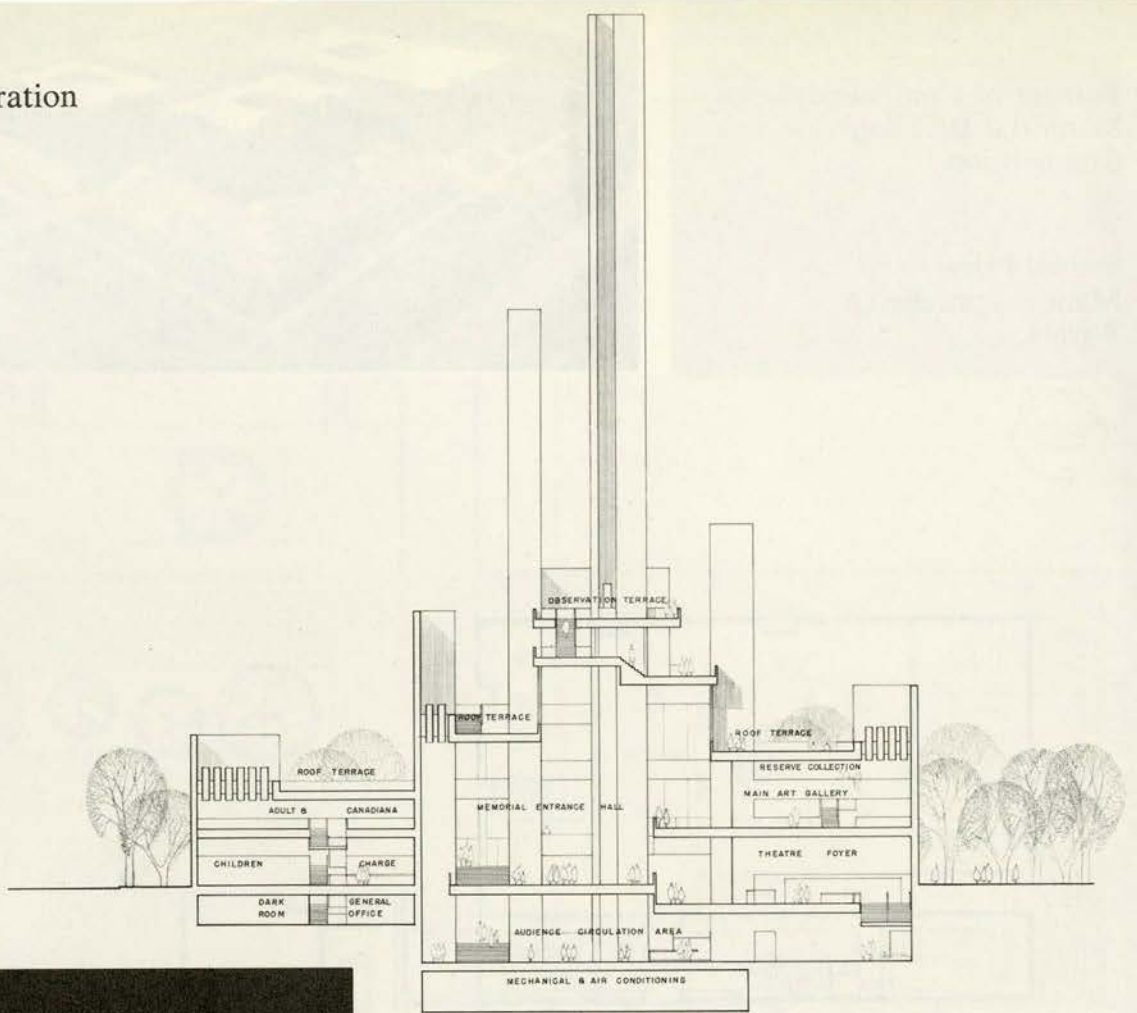 ration
OBSERVATION TERRACE
ROOF TERRACE
ROOF TERRACE
ROOF TERRACE
RESERVE COLLECTION
ADULT & CANADIANA
MEMORIAL ENTRANCE HALL
MAIN ART GALLERY
CHILDREN CHARGE
THEATRE FOYER
DARK ROOM
GENERAL OFFICE
AUDIENCE CIRCULATION AREA
MECHANICAL & AIR CONDITIONING